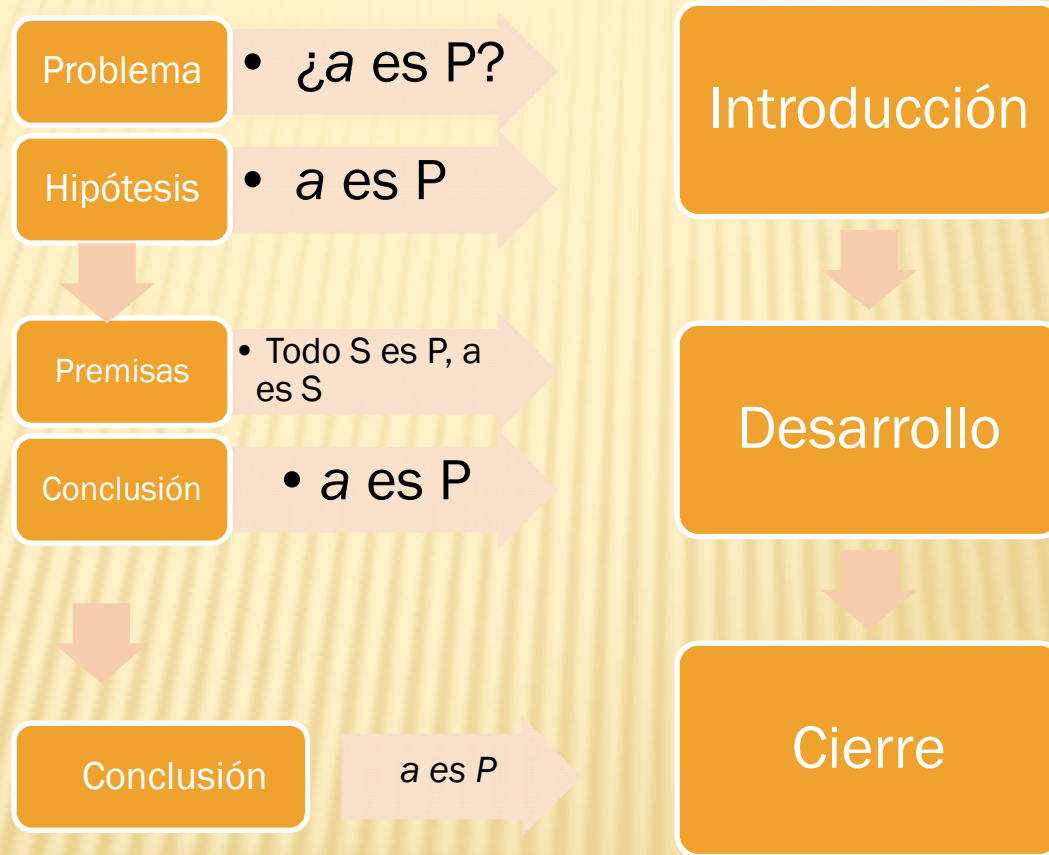 Problema
• ¿a es P?
Hipótesis
• a es P
Introducción
Premisas
• Todo S es P, a
es S
Conclusión
• a es P
Desarrollo
Conclusión
a es P
Cierre